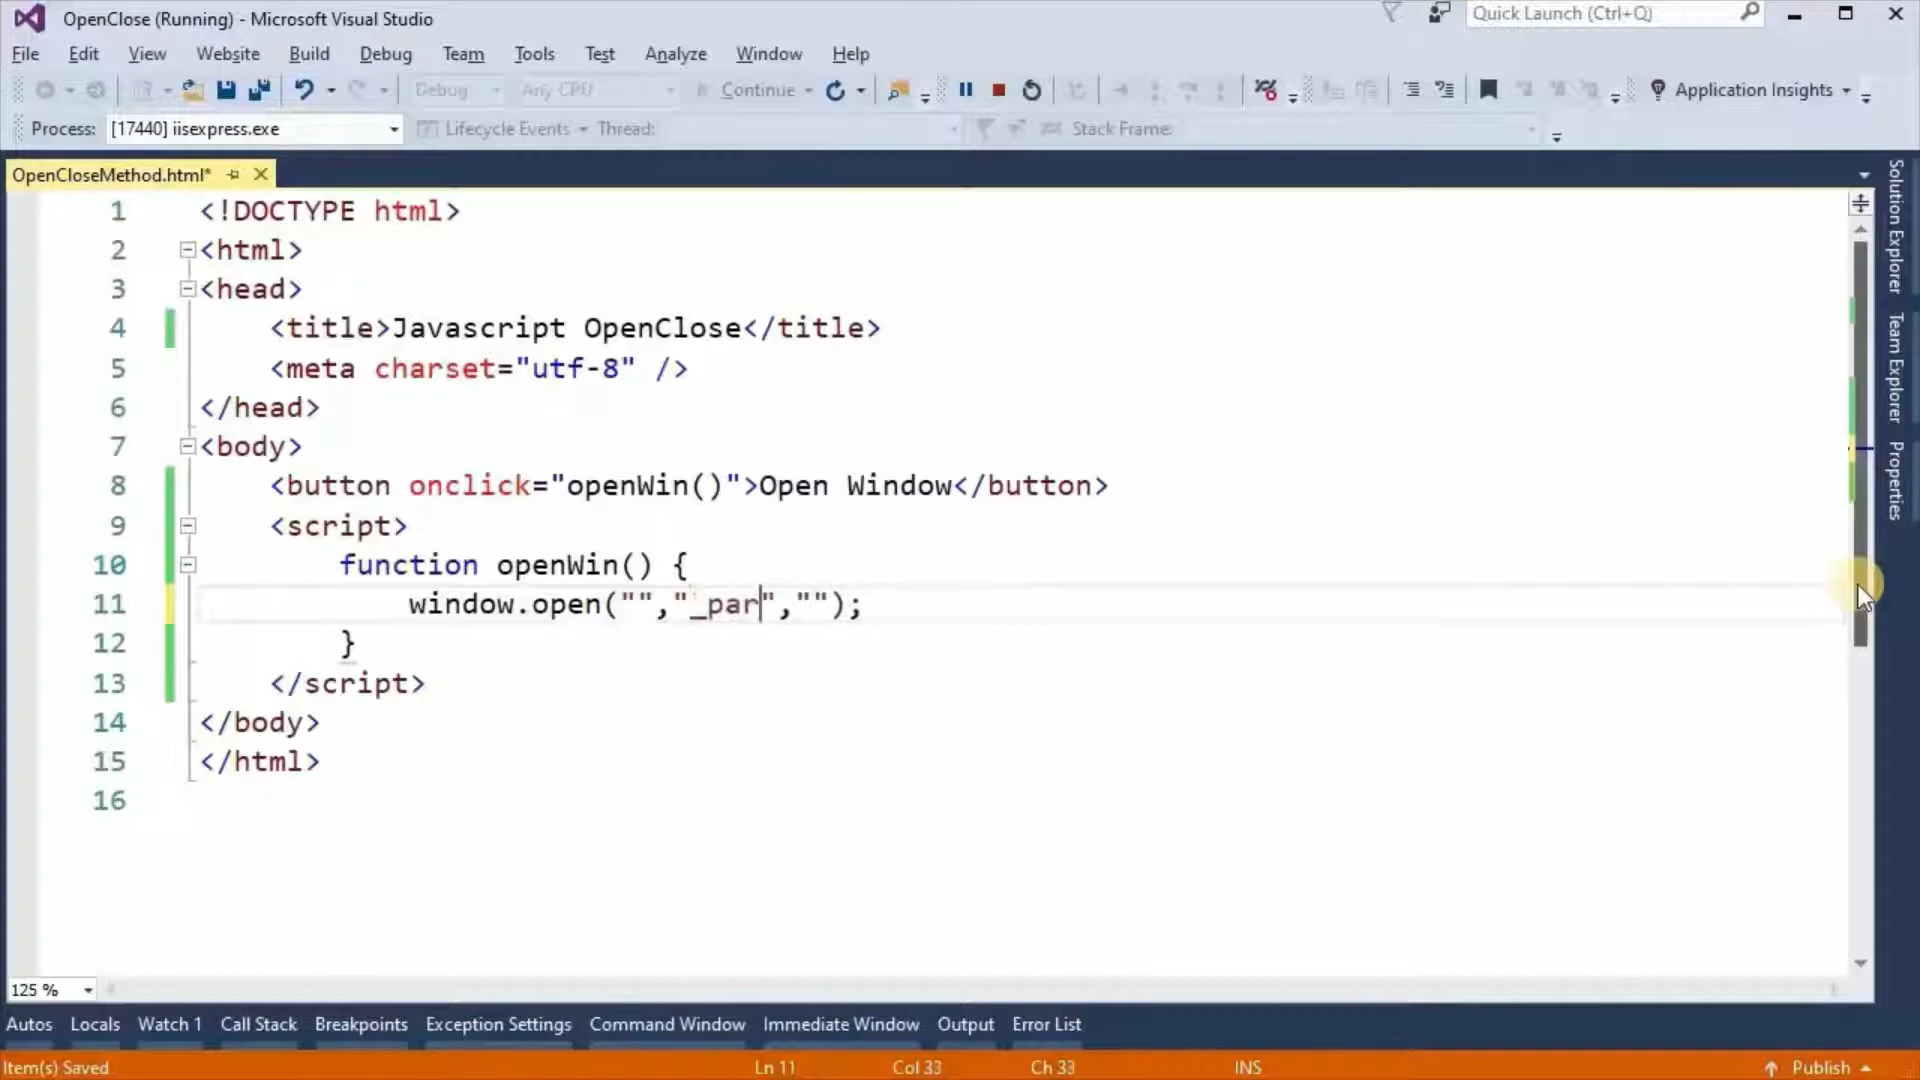 OpenClose (Running) - Microsoft Visual Studio
Quick Launch (Ctrl+Q)
File Edit View Website Build Debug Team Tools Test Analyze Window Help
Debug Any CPU Continue Application Insights
Process: [17440] iisexpress.exe Lifecycle Events Thread: Stack Frame:
OpenCloseMethod.html*
1 <!DOCTYPE html>
2 <html>
3 <head>
4 <title>Javascript OpenClose</title>
5 <meta charset="utf-8" />
6 </head>
7 <body>
8 <button onclick="openWin()">Open Window</button>
9 <script>
10 function openWin() {
11 window.open("","_par","");
12 }
13 </script>
14 </body>
15 </html>
16
Solution Explorer
Team Explorer
Properties
125 %
Autos Locals Watch 1 Call Stack Breakpoints Exception Settings Command Window Immediate Window Output Error List
Item(s) Saved Ln 11 Col 33 Ch 33 INS Publish